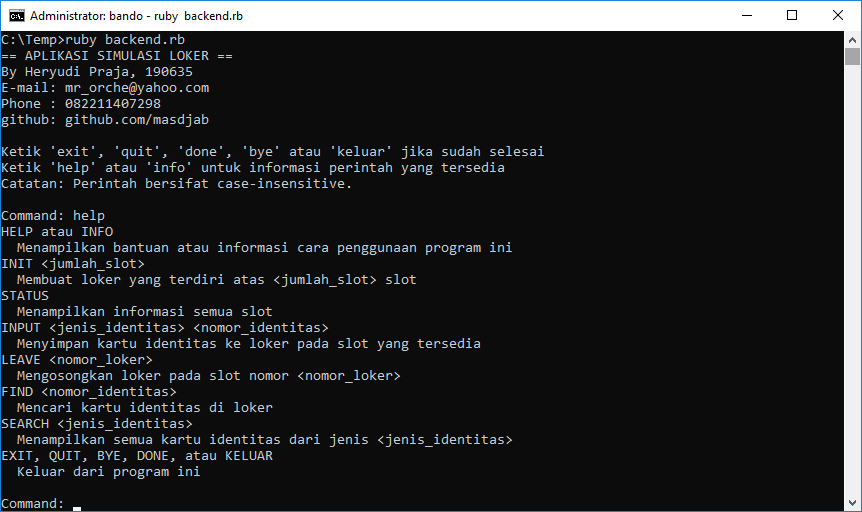 Administrator: bando - ruby  backend.rb
C:\Temp>ruby backend.rb
== APLIKASI SIMULASI LOKER ==
By Heryudi Praja, 190635
E-mail: mr_orche@yahoo.com
Phone : 082211407298
github: github.com/masdjab

Ketik 'exit', 'quit', 'done', 'bye' atau 'keluar' jika sudah selesai
Ketik 'help' atau 'info' untuk informasi perintah yang tersedia
Catatan: Perintah bersifat case-insensitive.

Command: help
HELP atau INFO
  Menampilkan bantuan atau informasi cara penggunaan program ini
INIT <jumlah_slot>
  Membuat loker yang terdiri atas <jumlah_slot> slot
STATUS
  Menampilkan informasi semua slot
INPUT <jenis_identitas> <nomor_identitas>
  Menyimpan kartu identitas ke loker pada slot yang tersedia
LEAVE <nomor_loker>
  Mengosongkan loker pada slot nomor <nomor_loker>
FIND <nomor_identitas>
  Mencari kartu identitas di loker
SEARCH <jenis_identitas>
  Menampilkan semua kartu identitas dari jenis <jenis_identitas>
EXIT, QUIT, BYE, DONE, atau KELUAR
  Keluar dari program ini

Command: